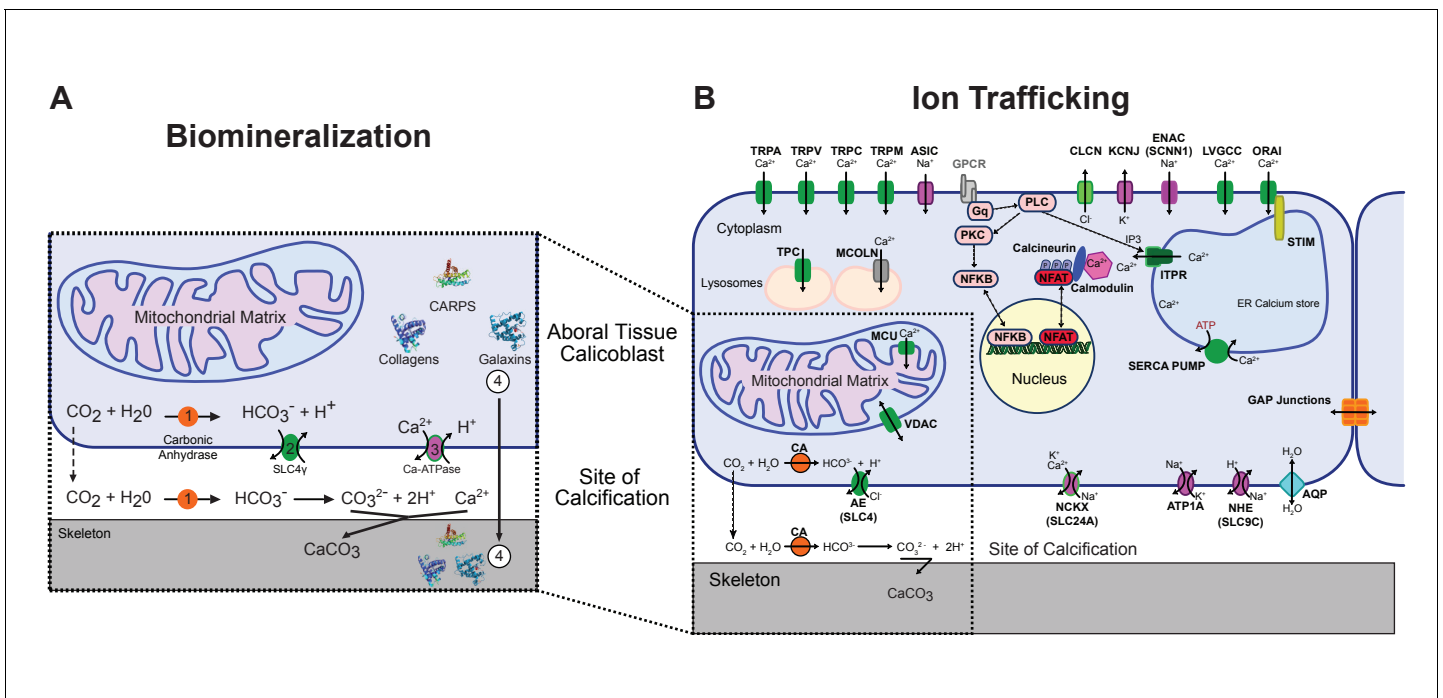 A
Biomineralization
Mitochondrial Matrix
CARPS
Collagens
Galaxins
4
CO2 + H20
1
HCO3⁻ + H⁺
Carbonic
Anhydrase
2
SLC4γ
Ca²⁺
H⁺
3
Ca-ATPase
CO2 + H20
1
HCO3⁻
CO3²⁻ + 2H⁺
Ca²⁺
Skeleton
CaCO3
4
Aboral Tissue
Calicoblast
Site of
Calcification
B
Ion Trafficking
TRPA
Ca²⁺
TRPV
Ca²⁺
TRPC
Ca²⁺
TRPM
Ca²⁺
ASIC
Na⁺
GPCR
CLCN
Cl⁻
KCNJ
K⁺
ENAC
(SCNN1)
Na⁺
LVGCC
Ca²⁺
ORAI
Ca²⁺
Cytoplasm
Gq
PLC
PKC
STIM
IP3
TPC
MCOLN
Ca²⁺
Lysosomes
NFKB
Calcineurin
P P P
NFAT
Ca²⁺
Calmodulin
Ca²⁺
ITPR
Ca²⁺
Ca²⁺
ER Calcium store
ATP
SERCA PUMP
Ca²⁺
NFKB
NFAT
Nucleus
MCU
Ca²⁺
Mitochondrial Matrix
VDAC
GAP Junctions
CA
CO2 + H2O
HCO³⁻ + H⁺
Cl⁻
AE
(SLC4)
K⁺
Ca²⁺
Na⁺
NCKX
(SLC24A)
Na⁺
K⁺
ATP1A
H⁺
Na⁺
NHE
(SLC9C)
H2O
AQP
H2O
CA
CO2 + H2O
HCO³⁻
CO3²⁻ + 2H⁺
Site of Calcification
Skeleton
CaCO3